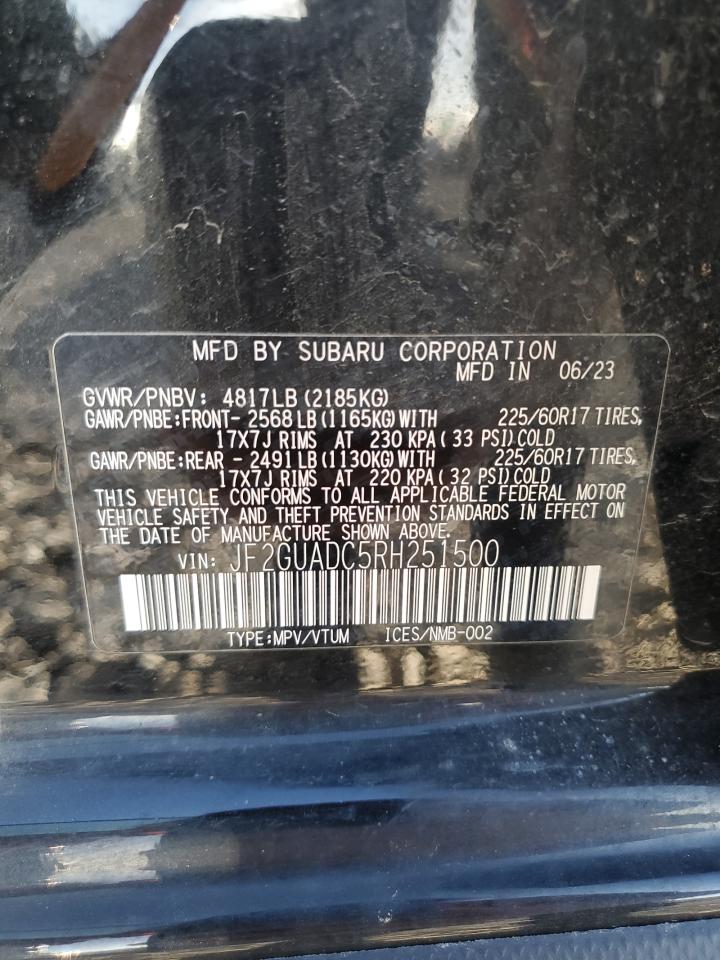 MFD BY SUBARU CORPORATION
MFD IN 06/23
GVWR/PNBV: 4817LB (2185KG)
GAWR/PNBE:FRONT- 2568 LB (1165KG) WITH 225/60R17 TIRES,
17X7J RIMS AT 230 KPA ( 33 PSI) COLD
GAWR/PNBE:REAR - 2491 LB (1130KG) WITH 225/60R17 TIRES,
17X7J RIMS AT 220 KPA ( 32 PSI) COLD
THIS VEHICLE CONFORMS TO ALL APPLICABLE FEDERAL MOTOR
VEHICLE SAFETY AND THEFT PREVENTION STANDARDS IN EFFECT ON
THE DATE OF MANUFACTURE SHOWN ABOVE.
VIN: JF2GUADC5RH251500
TYPE:MPV/VTUM ICES/NMB-002